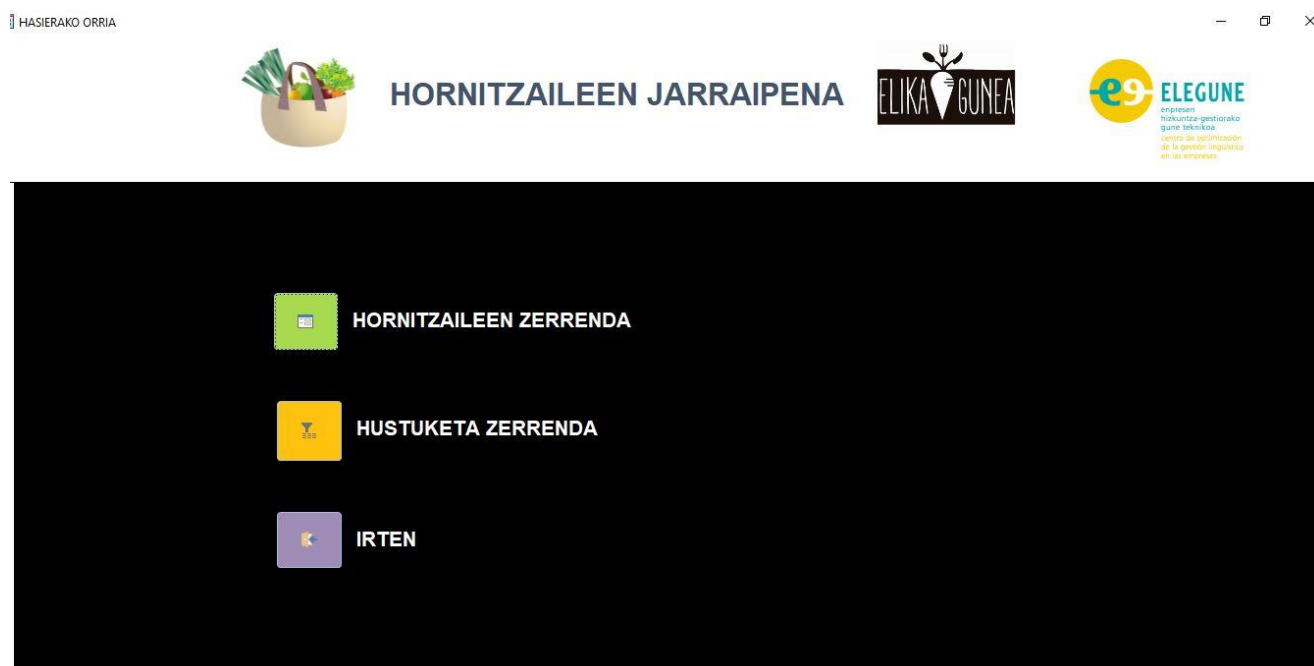 HASIERAKO ORRIA
HORNITZAILEEN JARRAIPENA
ELIKA GUNEA
e9 ELEGUNE
enpresen
hizkuntza-gestiorako
gune teknikoa
centro de optimización
de la gestión lingüística
en las empresas
HORNITZAILEEN ZERRENDA
HUSTUKETA ZERRENDA
IRTEN